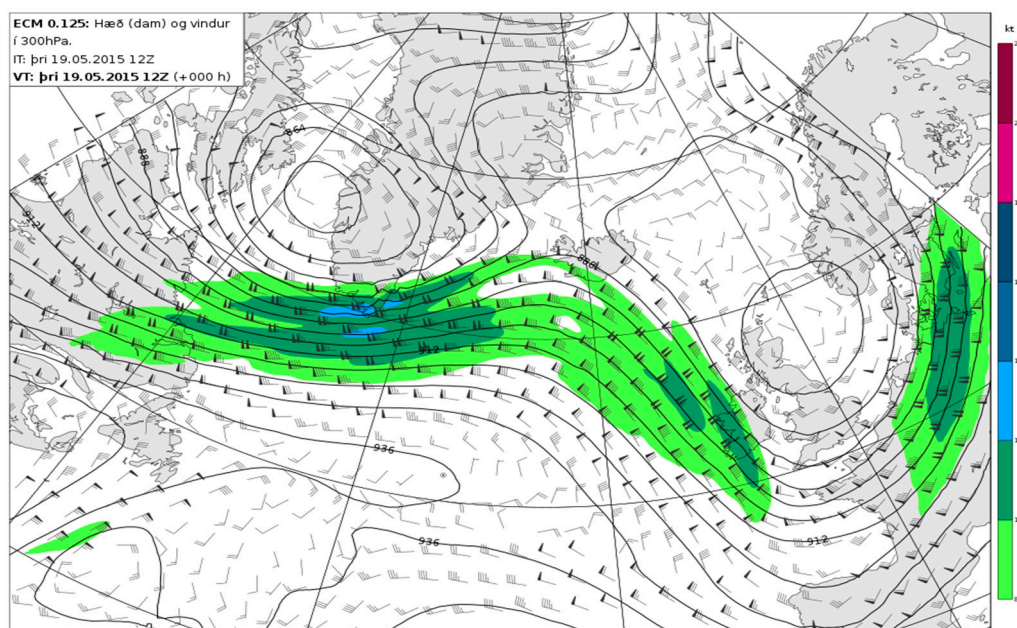 ECM 0.125: Hæð (dam) og vindur
í 300hPa.
IT: þri 19.05.2015 12Z
VT: þri 19.05.2015 12Z (+000 h)
kt
864
888
912
888
912
936
936
912